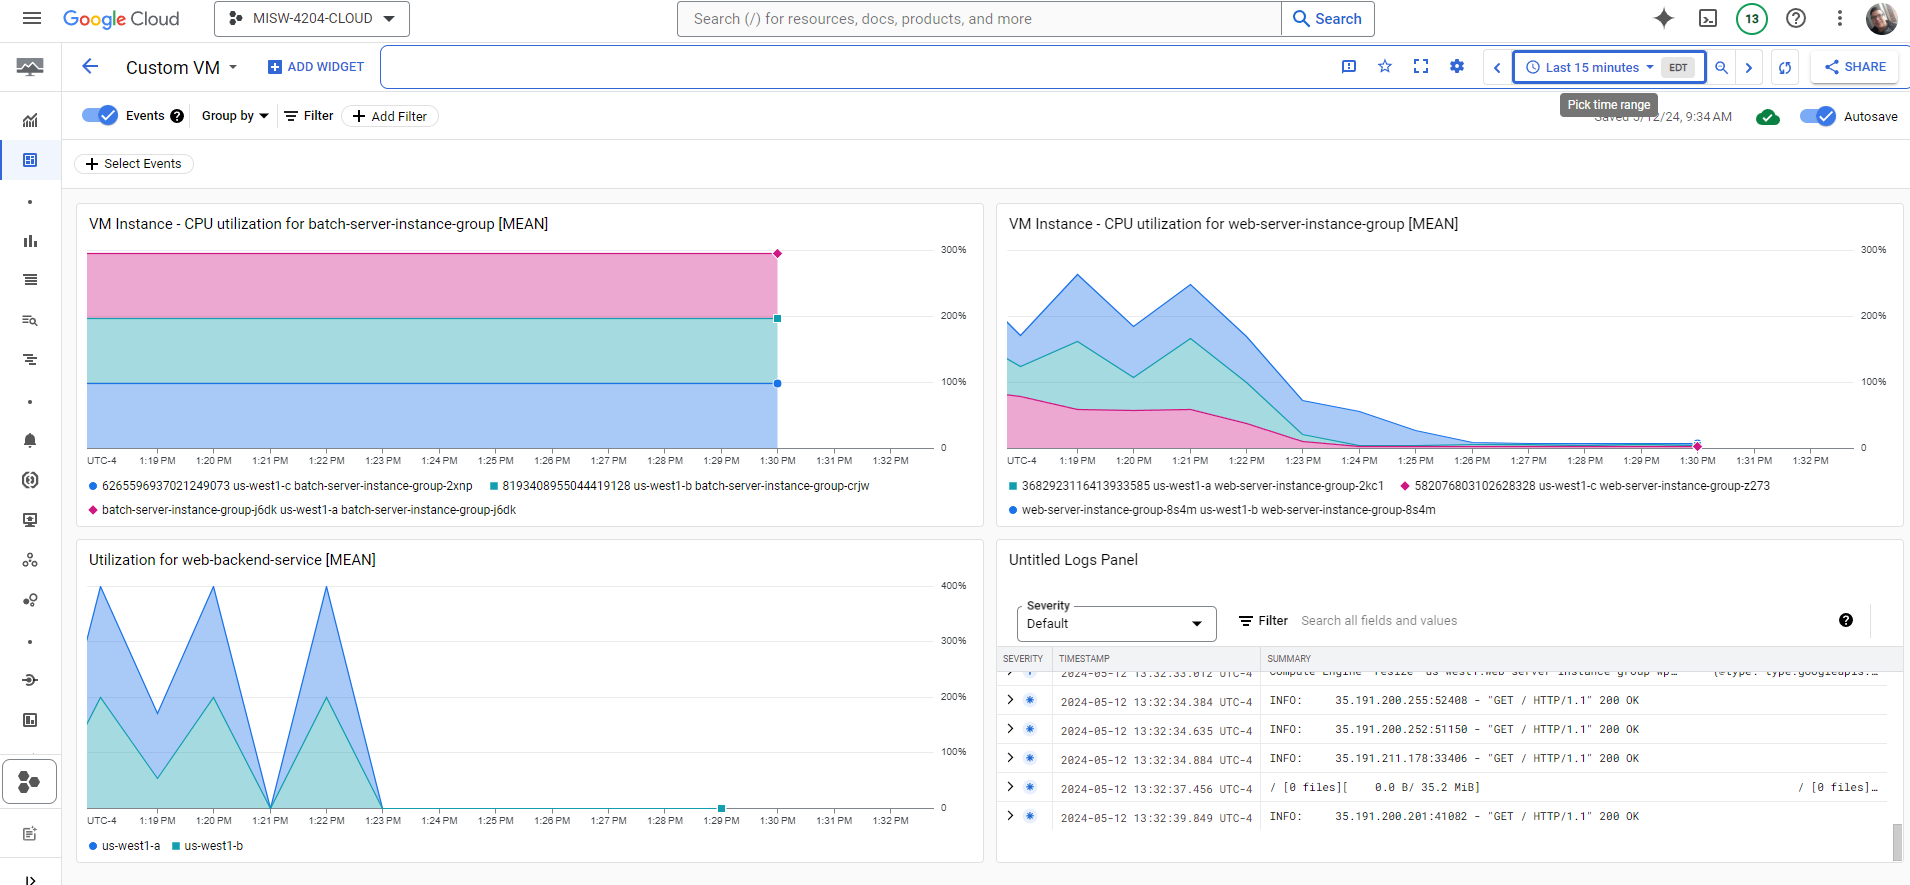 Google Cloud
MISW-4204-CLOUD
Search (/) for resources, docs, products, and more
Search
13
Custom VM
ADD WIDGET
Last 15 minutes
EDT
SHARE
Pick time range
Events
Group by
Filter
Add Filter
Saved 5/12/24, 9:34 AM
Autosave
Select Events
VM Instance - CPU utilization for batch-server-instance-group [MEAN]
300%
200%
100%
0
UTC-4 1:19 PM 1:20 PM 1:21 PM 1:22 PM 1:23 PM 1:24 PM 1:25 PM 1:26 PM 1:27 PM 1:28 PM 1:29 PM 1:30 PM 1:31 PM 1:32 PM
6265596937021249073 us-west1-c batch-server-instance-group-2xnp
8193408955044419128 us-west1-b batch-server-instance-group-crjw
batch-server-instance-group-j6dk us-west1-a batch-server-instance-group-j6dk
VM Instance - CPU utilization for web-server-instance-group [MEAN]
300%
200%
100%
0
UTC-4 1:19 PM 1:20 PM 1:21 PM 1:22 PM 1:23 PM 1:24 PM 1:25 PM 1:26 PM 1:27 PM 1:28 PM 1:29 PM 1:30 PM 1:31 PM 1:32 PM
3682923116413933585 us-west1-a web-server-instance-group-2kc1
582076803102628328 us-west1-c web-server-instance-group-z273
web-server-instance-group-8s4m us-west1-b web-server-instance-group-8s4m
Utilization for web-backend-service [MEAN]
400%
300%
200%
100%
0
UTC-4 1:19 PM 1:20 PM 1:21 PM 1:22 PM 1:23 PM 1:24 PM 1:25 PM 1:26 PM 1:27 PM 1:28 PM 1:29 PM 1:30 PM 1:31 PM 1:32 PM
us-west1-a us-west1-b
Untitled Logs Panel
Severity
Default
Filter
Search all fields and values
SEVERITY TIMESTAMP SUMMARY
2024-05-12 13:32:33.012 UTC-4
2024-05-12 13:32:34.384 UTC-4 INFO: 35.191.200.255:52408 - "GET / HTTP/1.1" 200 OK
2024-05-12 13:32:34.635 UTC-4 INFO: 35.191.200.252:51150 - "GET / HTTP/1.1" 200 OK
2024-05-12 13:32:34.884 UTC-4 INFO: 35.191.211.178:33406 - "GET / HTTP/1.1" 200 OK
2024-05-12 13:32:37.456 UTC-4 / [0 files][ 0.0 B/ 35.2 MiB] / [0 files]…
2024-05-12 13:32:39.849 UTC-4 INFO: 35.191.200.201:41082 - "GET / HTTP/1.1" 200 OK